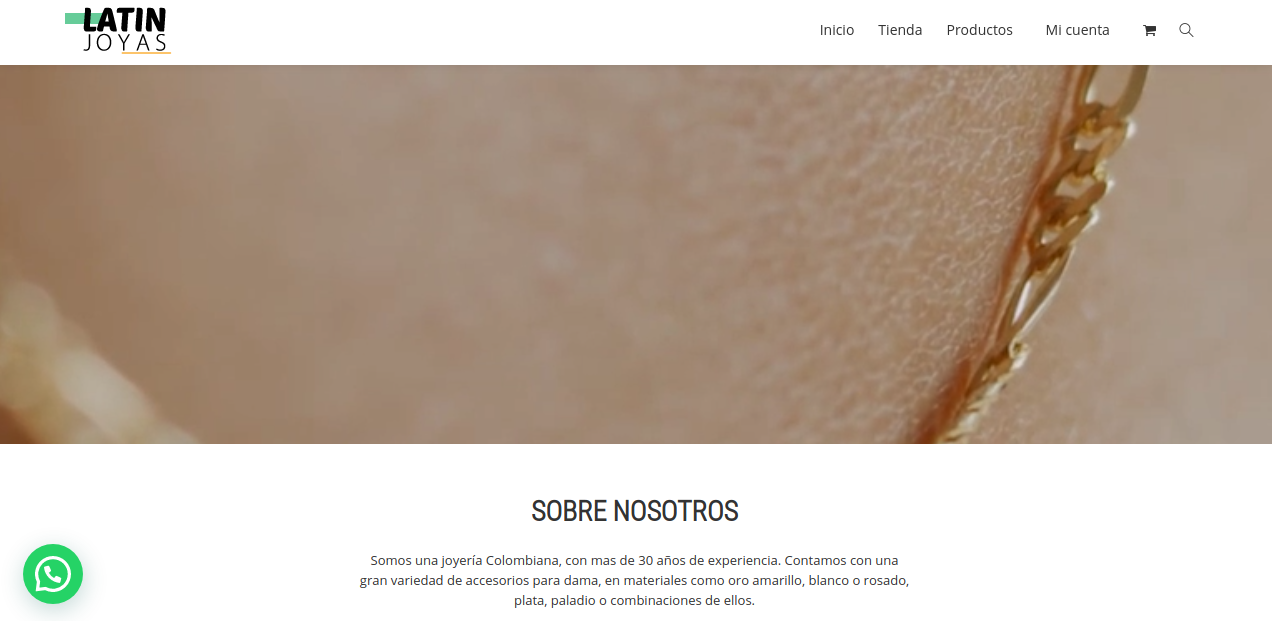 LATIN
JOYAS
Inicio Tienda Productos Mi cuenta
SOBRE NOSOTROS
Somos una joyería Colombiana, con mas de 30 años de experiencia. Contamos con una
gran variedad de accesorios para dama, en materiales como oro amarillo, blanco o rosado,
plata, paladio o combinaciones de ellos.